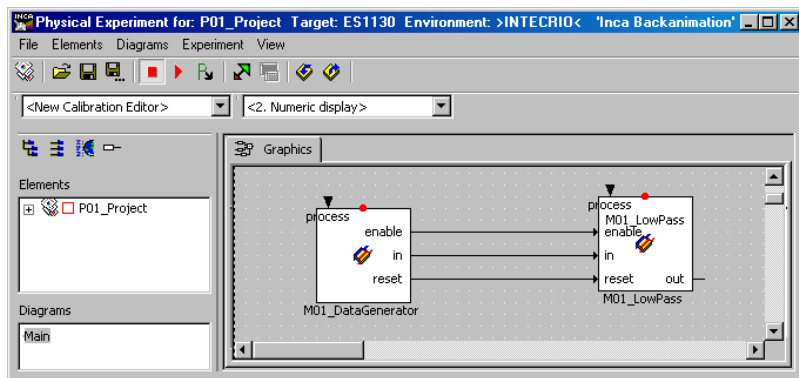 Physical Experiment for: P01_Project Target: ES1130 Environment: >INTECRIO< 'Inca Backanimation'
File Elements Diagrams Experiment View
<New Calibration Editor> <2. Numeric display>
Graphics
Elements
P01_Project
Diagrams
Main
process
enable
in
reset
M01_DataGenerator
process
M01_LowPass
enable
in
reset out
M01_LowPass